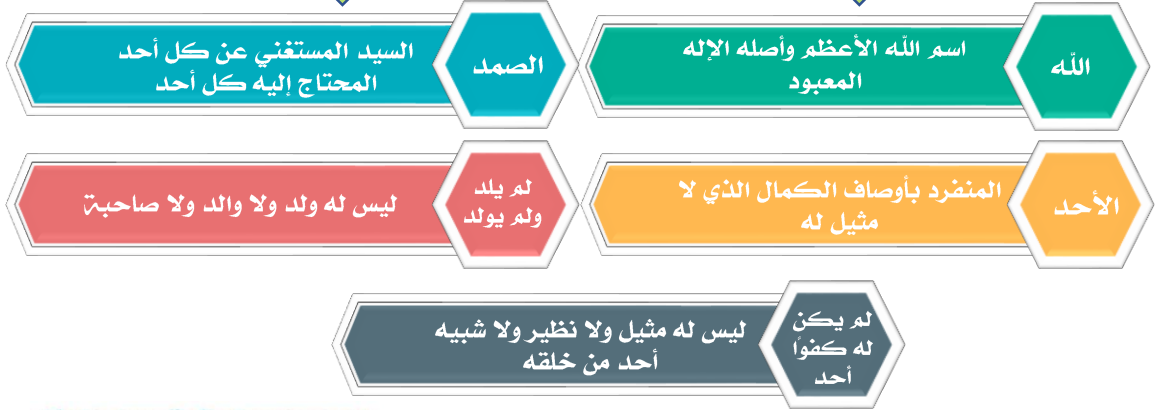 الله
اسم الله الأعظم وأصله الإله
المعبود
الصمد
السيد المستغني عن كل أحد
المحتاج إليه كل أحد
الأحد
المنفرد بأوصاف الكمال الذي لا
مثيل له
لم يلد
ولم يولد
ليس له ولد ولا والد ولا صاحبة
لم يكن
له كفوًا
أحد
ليس له مثيل ولا نظير ولا شبيه
أحد من خلقه